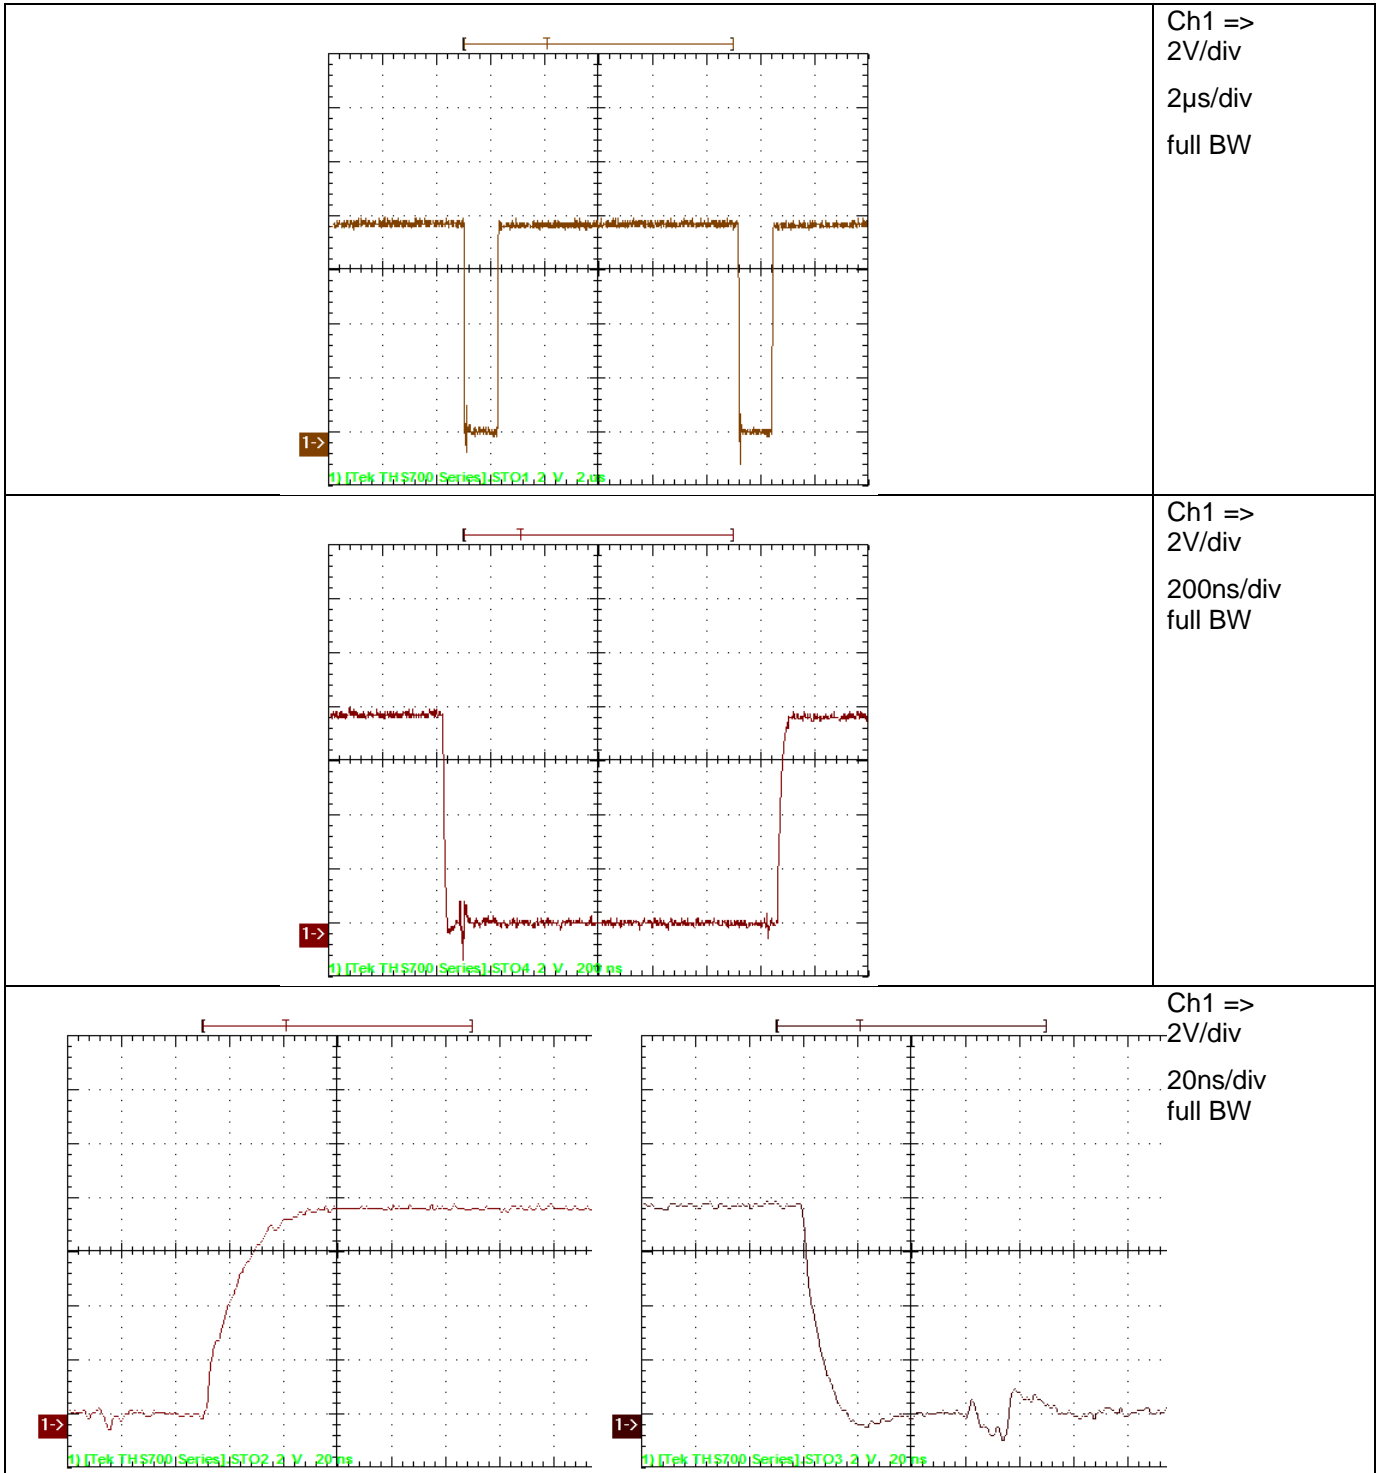 Ch1 =>
2V/div
2µs/div
full BW
1->
1) [Tek THS700 Series].STO1 2 V 2 us
Ch1 =>
2V/div
200ns/div
full BW
1->
1) [Tek THS700 Series].STO4 2 V 200 ns
Ch1 =>
2V/div
20ns/div
full BW
1->
1) [Tek THS700 Series].STO2 2 V 20 ns
1->
1) [Tek THS700 Series].STO3 2 V 20 ns